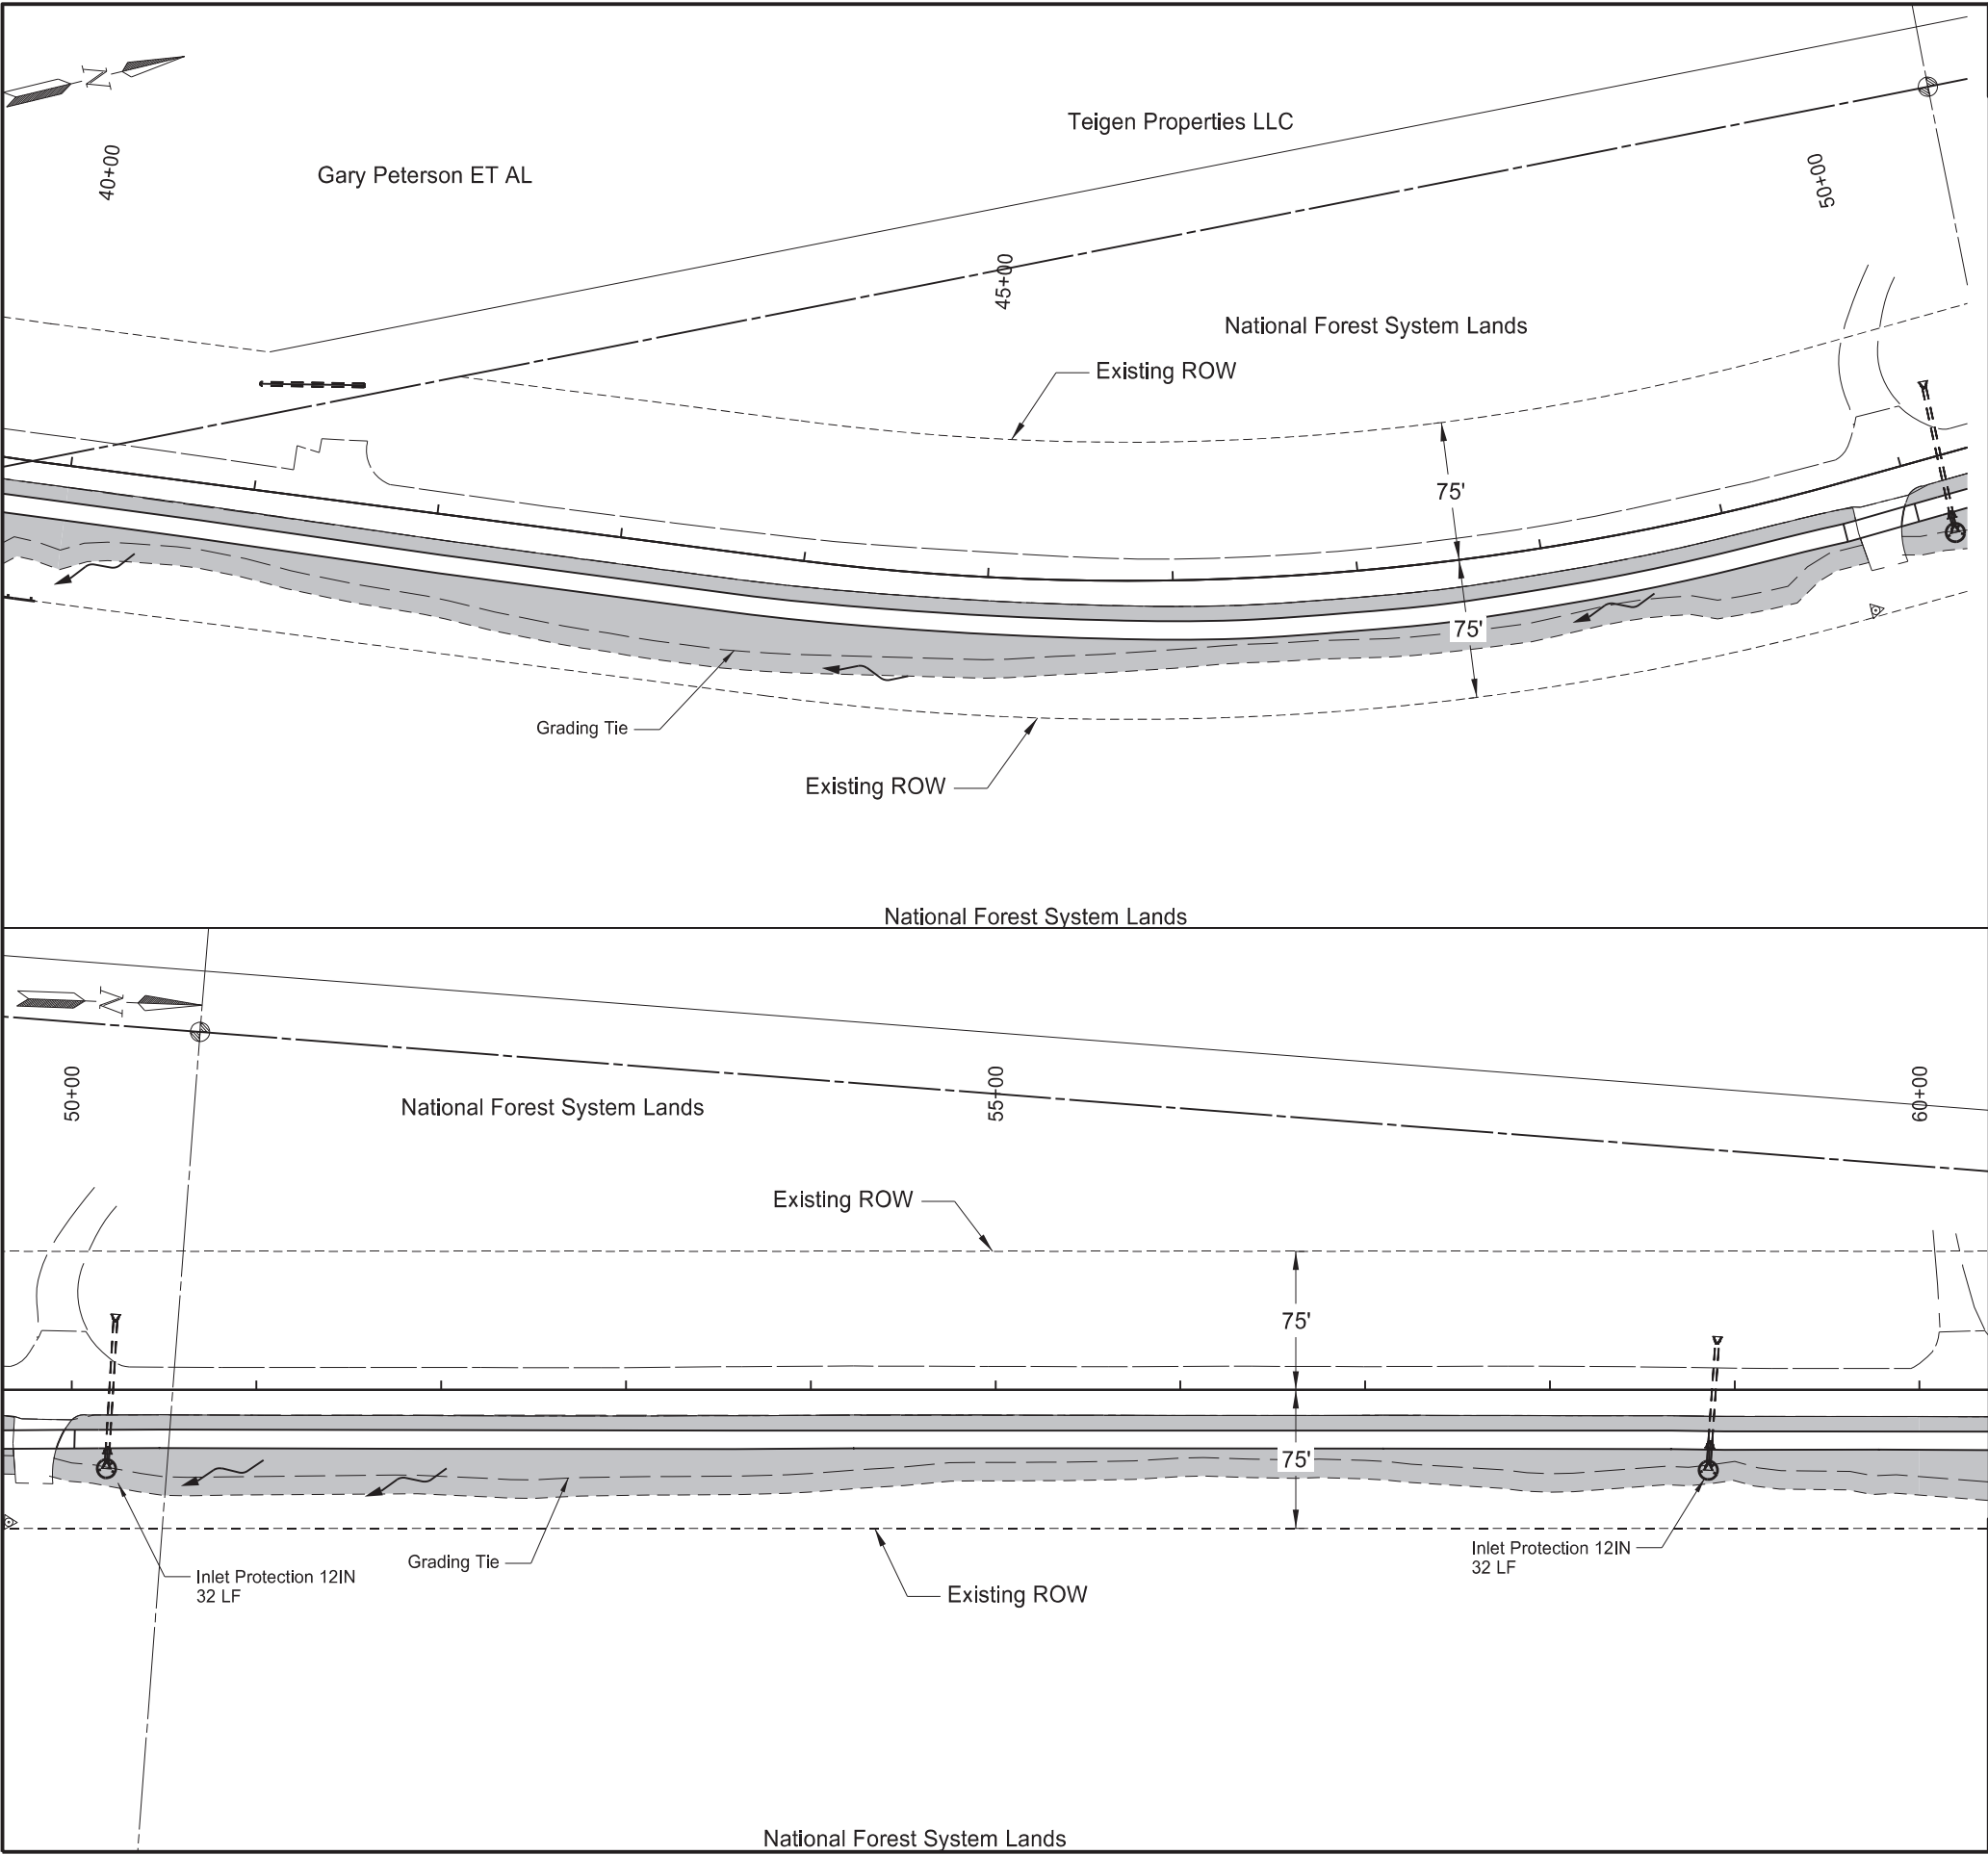 N
Teigen Properties LLC
40+00
Gary Peterson ET AL
50+00
45+00
National Forest System Lands
Existing ROW
75'
75'
Grading Tie
Existing ROW
National Forest System Lands
N
50+00
National Forest System Lands
55+00
60+00
Existing ROW
75'
75'
Inlet Protection 12IN
32 LF
Grading Tie
Existing ROW
Inlet Protection 12IN
32 LF
National Forest System Lands